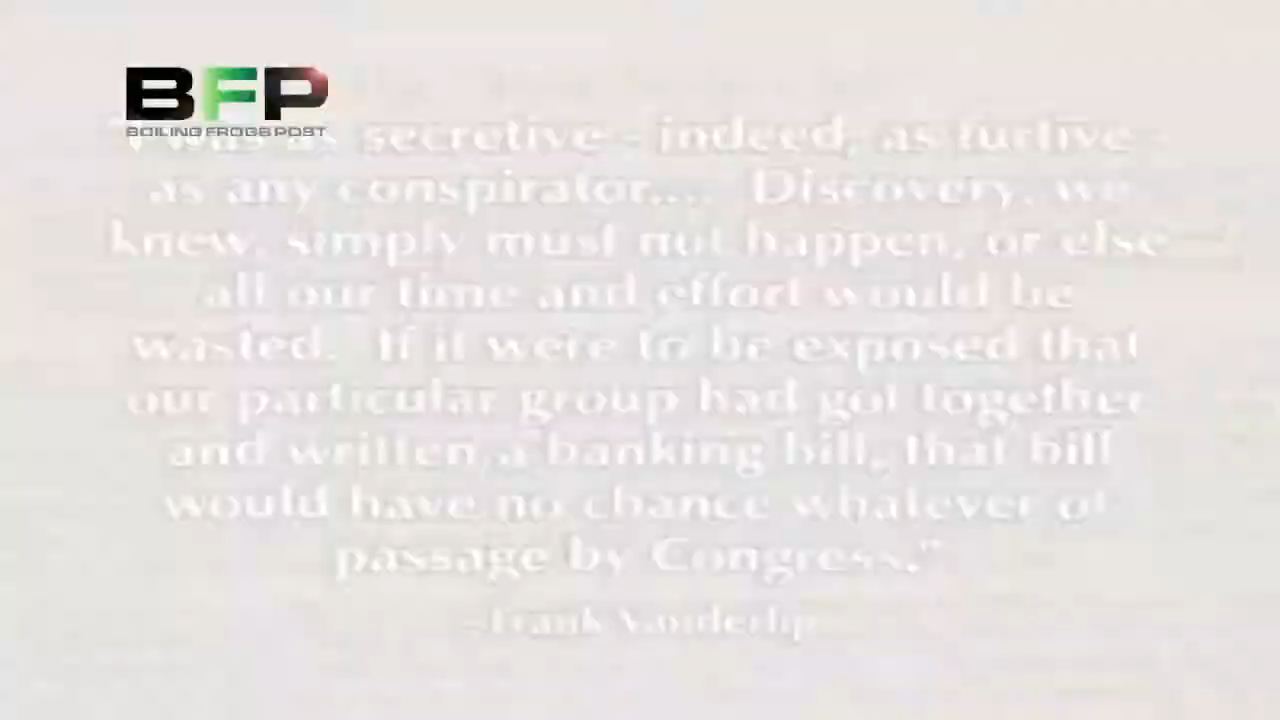 BFP
BOILING FROGS POST
"I was as secretive - indeed, as furtive -
as any conspirator.... Discovery, we
knew, simply must not happen, or else
all our time and effort would be
wasted. If it were to be exposed that
our particular group had got together
and written a banking bill, that bill
would have no chance whatever of
passage by Congress."
-Frank Vanderlip